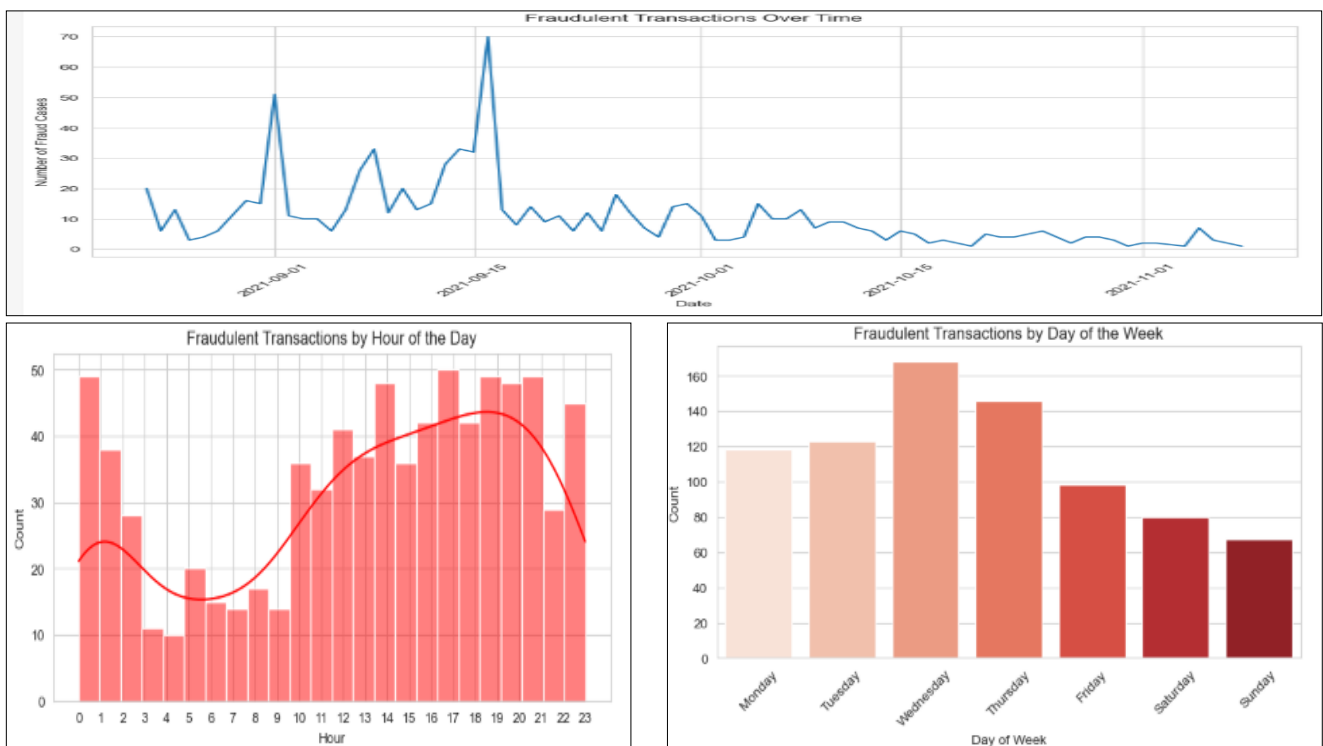 Fraudulent Transactions Over Time
70
60
50
40
30
20
10
0
Number of Fraud Cases
2021-09-01
2021-09-15
2021-10-01
2021-10-15
2021-11-01
Date
Fraudulent Transactions by Hour of the Day
50
40
30
20
10
0
Count
0 1 2 3 4 5 6 7 8 9 10 11 12 13 14 15 16 17 18 19 20 21 22 23
Hour
Fraudulent Transactions by Day of the Week
160
140
120
100
80
60
40
20
0
Count
Monday
Tuesday
Wednesday
Thursday
Friday
Saturday
Sunday
Day of Week